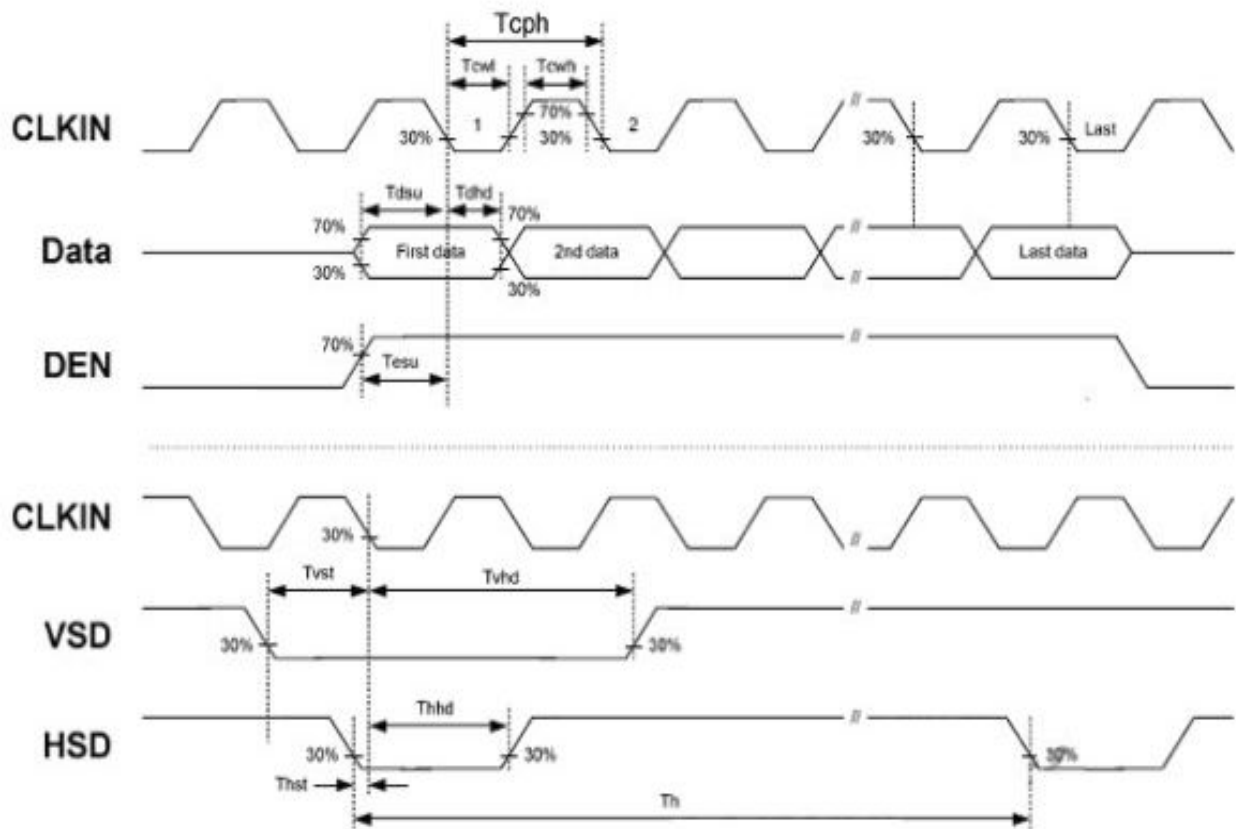 Tcph
Tcwl Tcwh
CLKIN 30% 1 70% 30% 2 // 30% 30% Last
Tdsu Tdhd
70% 70%
Data First data 2nd data // Last data
30% 30%
DEN 70% //
Tesu
CLKIN 30% //
Tvst Tvhd
VSD 30% 30% //
Thhd
HSD 30% 30% // 30%
Thst
Th